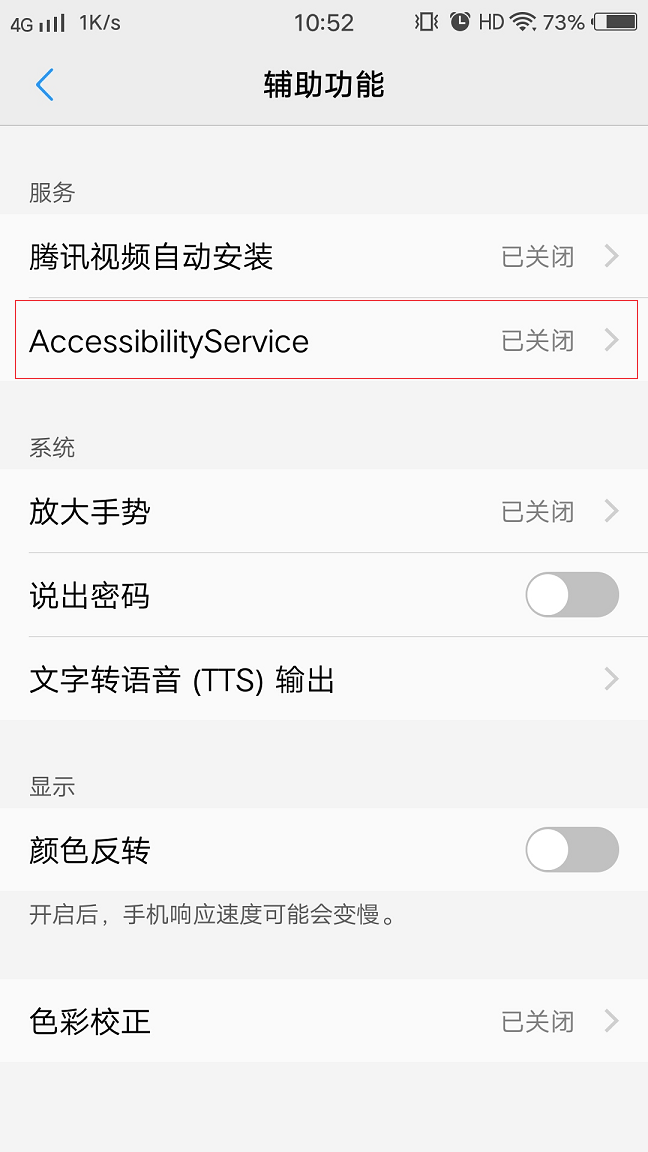 4G 1K/s 10:52 HD 73%
辅助功能
服务
腾讯视频自动安装 已关闭
AccessibilityService 已关闭
系统
放大手势 已关闭
说出密码
文字转语音 (TTS) 输出
显示
颜色反转
开启后，手机响应速度可能会变慢。
色彩校正 已关闭